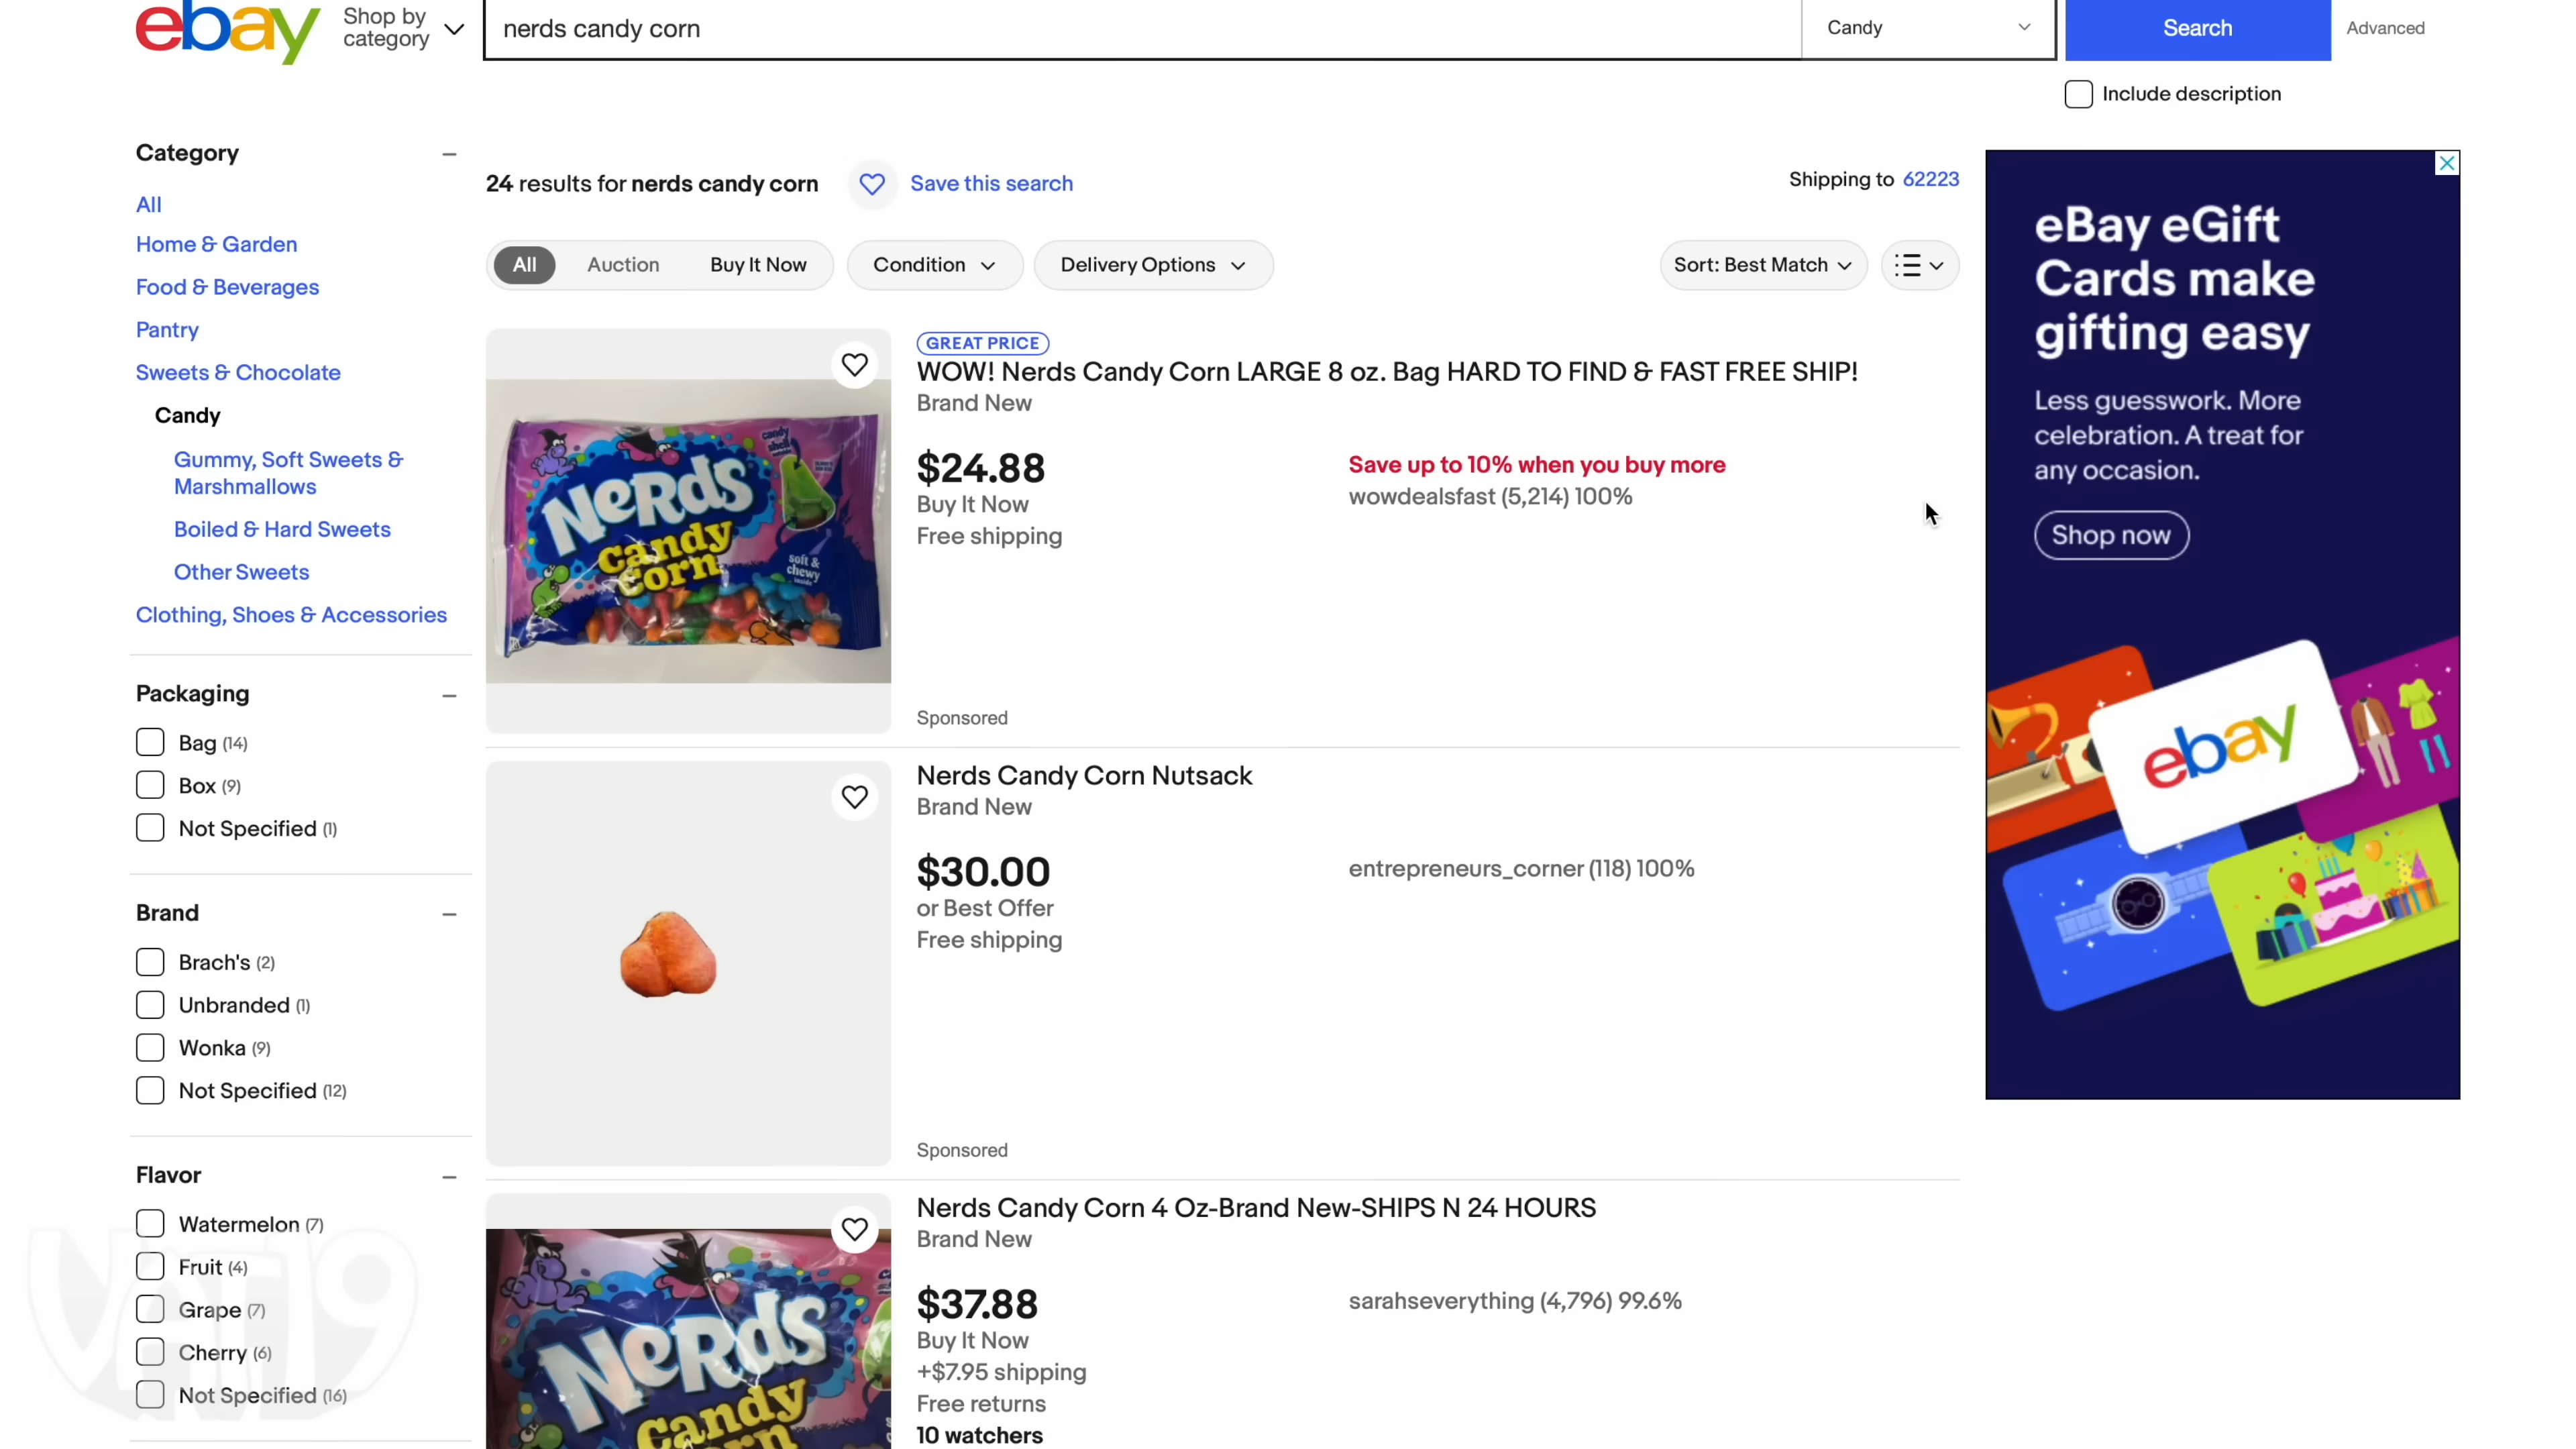 ebay
Shop by
category
nerds candy corn
Candy
Search
Advanced
Include description
Category
All
Home & Garden
Food & Beverages
Pantry
Sweets & Chocolate
Candy
Gummy, Soft Sweets &
Marshmallows
Boiled & Hard Sweets
Other Sweets
Clothing, Shoes & Accessories
Packaging
Bag (14)
Box (9)
Not Specified (1)
Brand
Brach's (2)
Unbranded (1)
Wonka (9)
Not Specified (12)
Flavor
Watermelon (7)
Fruit (4)
Grape (7)
Cherry (6)
Not Specified (16)
Vat19
24 results for nerds candy corn
Save this search
Shipping to 62223
All
Auction
Buy It Now
Condition
Delivery Options
Sort: Best Match
candy
shell
Nerds
candy
corn
soft &
chewy
inside
GREAT PRICE
WOW! Nerds Candy Corn LARGE 8 oz. Bag HARD TO FIND & FAST FREE SHIP!
Brand New
$24.88
Buy It Now
Free shipping
Save up to 10% when you buy more
wowdealsfast (5,214) 100%
Sponsored
Nerds Candy Corn Nutsack
Brand New
$30.00
or Best Offer
Free shipping
entrepreneurs_corner (118) 100%
Sponsored
Nerds
Candy
Nerds Candy Corn 4 Oz-Brand New-SHIPS N 24 HOURS
Brand New
$37.88
Buy It Now
+$7.95 shipping
Free returns
10 watchers
sarahseverything (4,796) 99.6%
eBay eGift
Cards make
gifting easy
Less guesswork. More
celebration. A treat for
any occasion.
Shop now
ebay